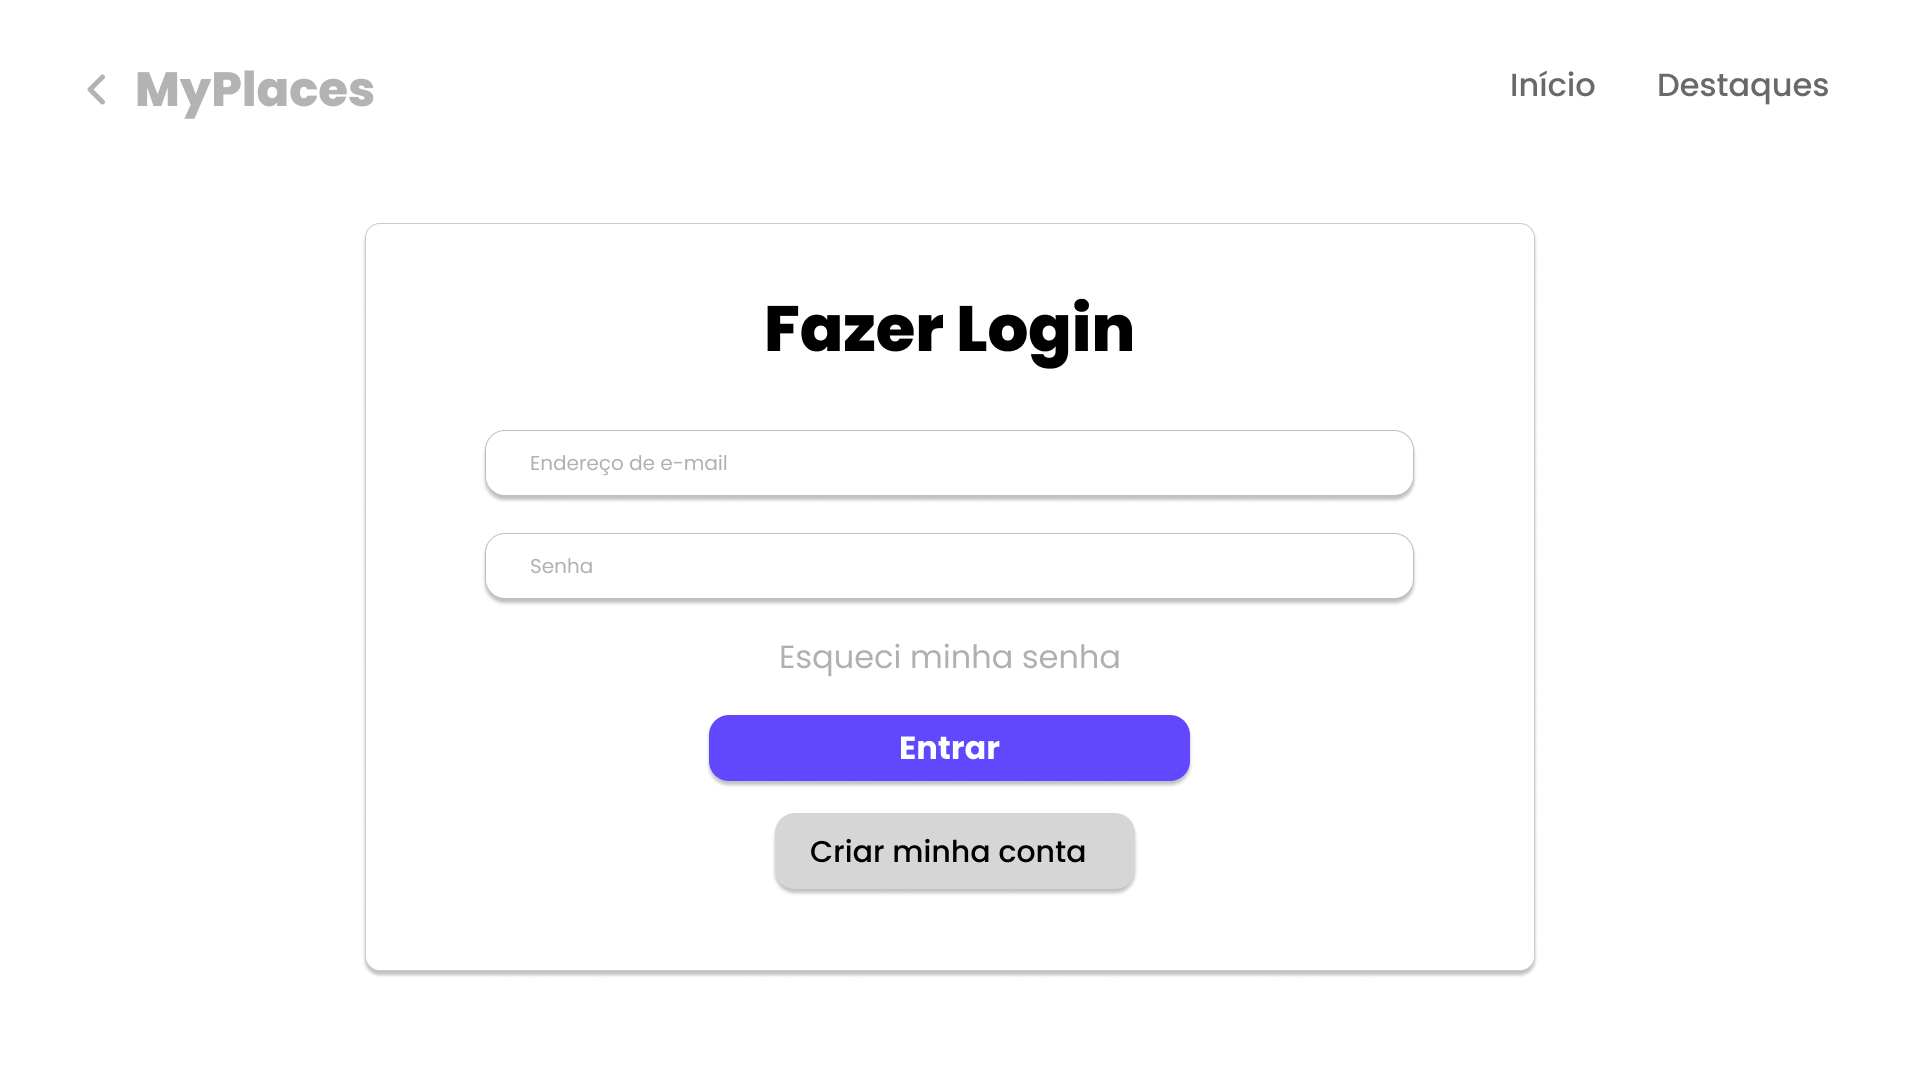 MyPlaces
Início
Destaques
Fazer Login
Endereço de e-mail
Senha
Esqueci minha senha
Entrar
Criar minha conta